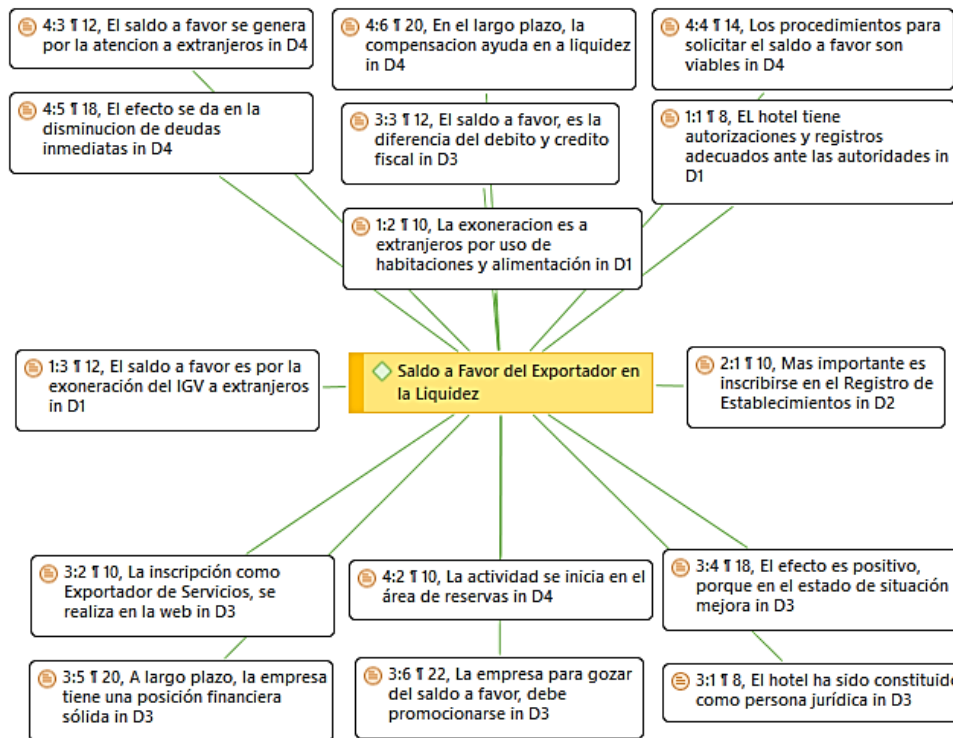 4:3 ¶ 12, El saldo a favor se genera
por la atencion a extranjeros in D4
4:6 ¶ 20, En el largo plazo, la
compensacion ayuda en a liquidez
in D4
4:4 ¶ 14, Los procedimientos para
solicitar el saldo a favor son
viables in D4
4:5 ¶ 18, El efecto se da en la
disminucion de deudas
inmediatas in D4
3:3 ¶ 12, El saldo a favor, es la
diferencia del debito y credito
fiscal in D3
1:1 ¶ 8, EL hotel tiene
autorizaciones y registros
adecuados ante las autoridades in
D1
1:2 ¶ 10, La exoneracion es a
extranjeros por uso de
habitaciones y alimentación in D1
1:3 ¶ 12, El saldo a favor es por la
exoneración del IGV a extranjeros
in D1
Saldo a Favor del Exportador en
la Liquidez
2:1 ¶ 10, Mas importante es
inscribirse en el Registro de
Establecimientos in D2
3:2 ¶ 10, La inscripción como
Exportador de Servicios, se
realiza en la web in D3
4:2 ¶ 10, La actividad se inicia en el
área de reservas in D4
3:4 ¶ 18, El efecto es positivo,
porque en el estado de situación
mejora in D3
3:5 ¶ 20, A largo plazo, la empresa
tiene una posición financiera
sólida in D3
3:6 ¶ 22, La empresa para gozar
del saldo a favor, debe
promocionarse in D3
3:1 ¶ 8, El hotel ha sido constituido
como persona jurídica in D3